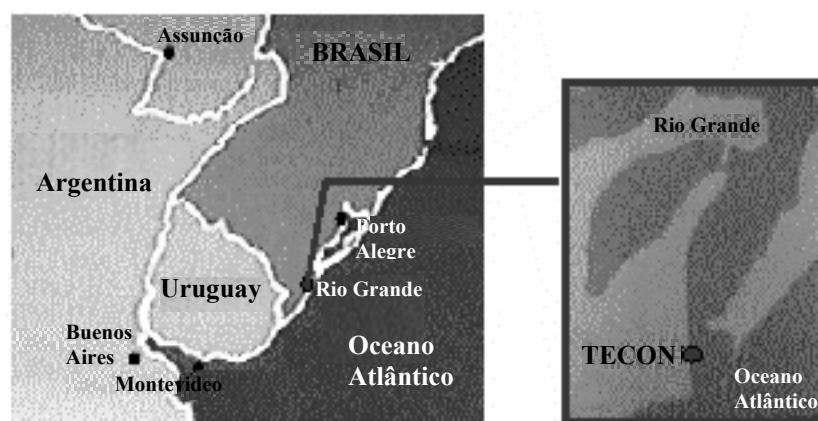 Assunção
BRASIL
Argentina
Porto
Alegre
Uruguay
Rio Grande
Buenos
Aires
Montevideo
Oceano
Atlântico
Rio Grande
TECON
Oceano
Atlântico